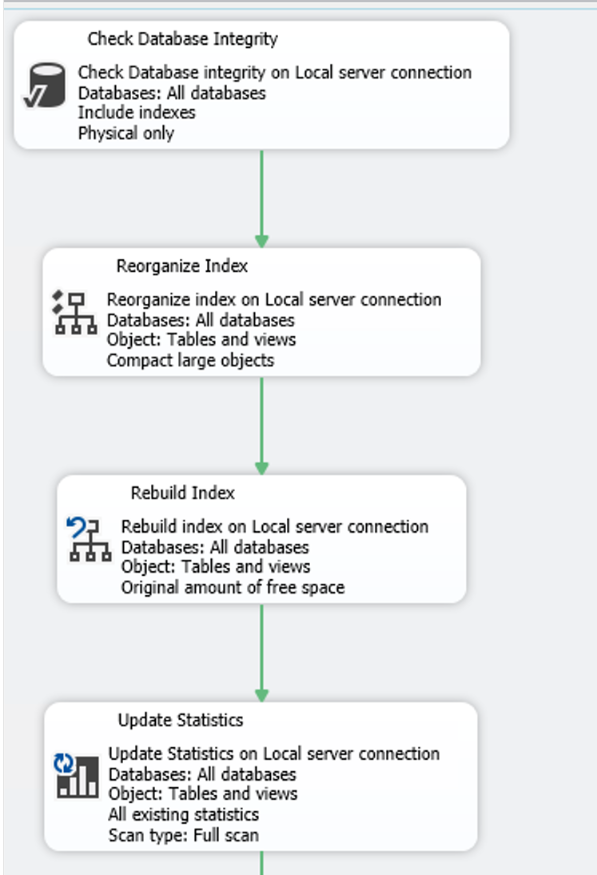 Check Database Integrity
Check Database integrity on Local server connection
Databases: All databases
Include indexes
Physical only
Reorganize Index
Reorganize index on Local server connection
Databases: All databases
Object: Tables and views
Compact large objects
Rebuild Index
Rebuild index on Local server connection
Databases: All databases
Object: Tables and views
Original amount of free space
Update Statistics
Update Statistics on Local server connection
Databases: All databases
Object: Tables and views
All existing statistics
Scan type: Full scan